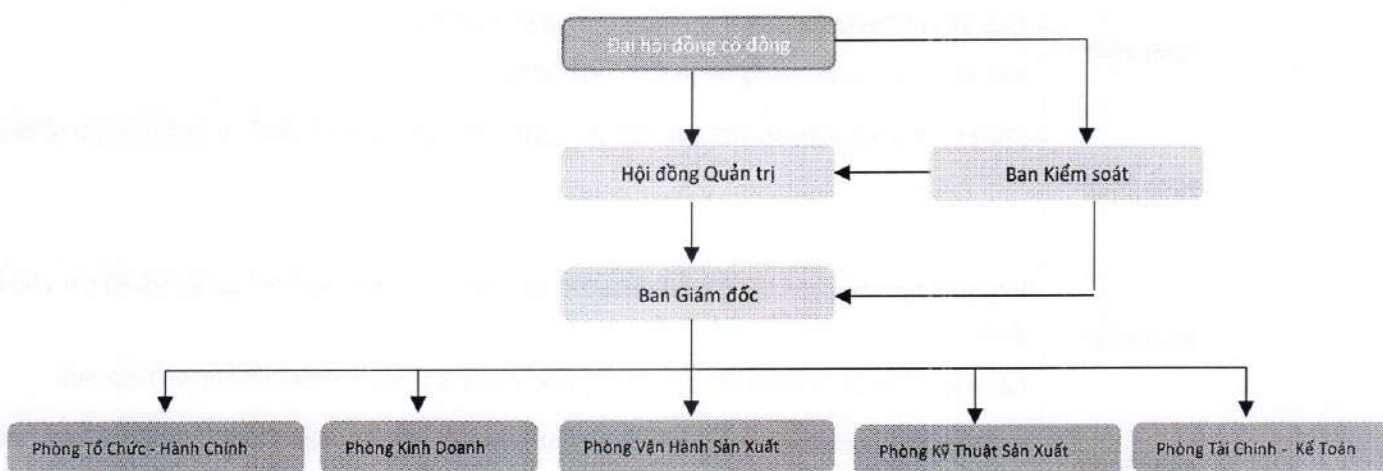 Đại hội đồng cổ đông
Hội đồng Quản trị
Ban Kiểm soát
Ban Giám đốc
Phòng Tổ Chức - Hành Chính
Phòng Kinh Doanh
Phòng Vận Hành Sản Xuất
Phòng Kỹ Thuật Sản Xuất
Phòng Tài Chính - Kế Toán